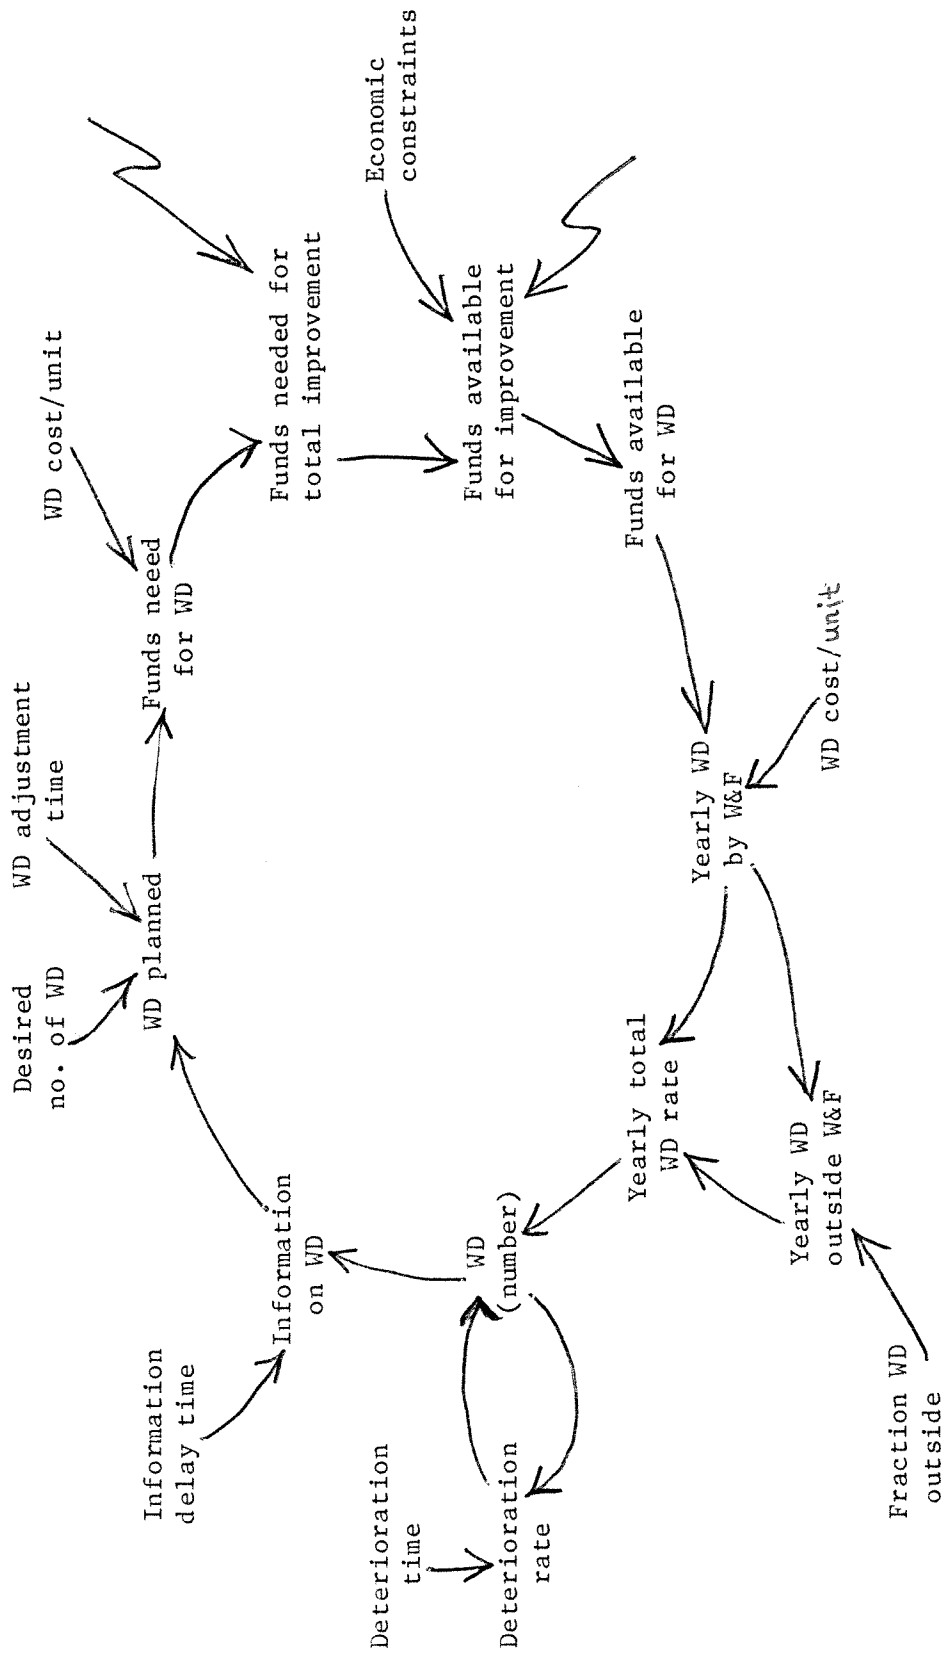 Desired
no. of WD
WD adjustment
time
WD cost/unit
WD planned
Funds neeed
for WD
Information
delay time
Information
on WD
Funds needed for
total improvement
Economic
constraints
Deterioration
time
Deterioration
rate
WD
(number)
Funds available
for improvement
Yearly total
WD rate
Funds available
for WD
Yearly WD
by W&F
Yearly WD
outside W&F
WD cost/unit
Fraction WD
outside